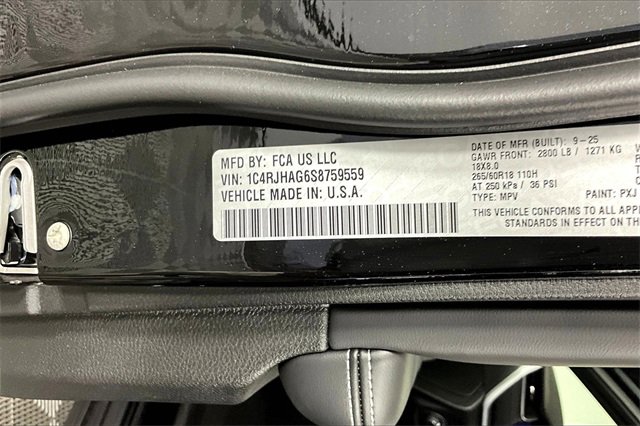 MFD BY: FCA US LLC
VIN: 1C4RJHAG6S8759559
VEHICLE MADE IN U.S.A.
DATE OF MFR (BUILT): 9-25
GAWR FRONT: 2800 LB / 1271 KG
18X8.0
265/60R18 110H
AT 250 kPa / 36 PSI
TYPE: MPV PAINT: PXJ
VEHICLE CONFORMS TO ALL APP
STANDARDS IN EFFECT ON THE